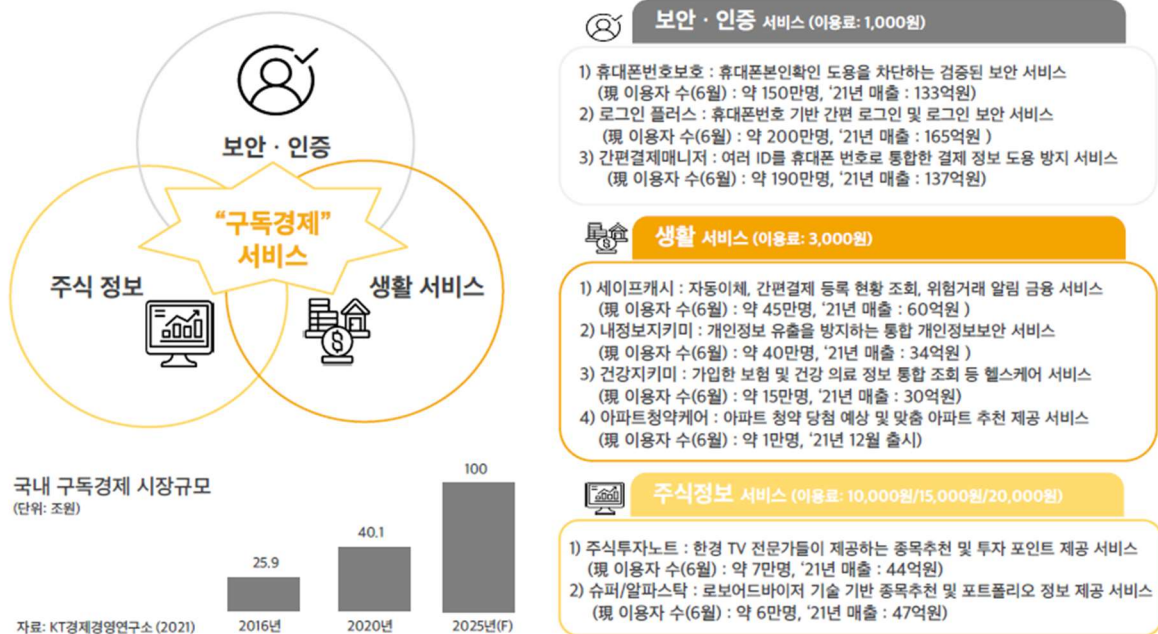 보안 · 인증
“구독경제”
서비스
주식 정보
생활 서비스
국내 구독경제 시장규모
(단위: 조원)
25.9
40.1
100
2016년
2020년
2025년(F)
자료: KT경제경영연구소 (2021)
보안 · 인증 서비스 (이용료: 1,000원)
1) 휴대폰번호보호 : 휴대폰본인확인 도용을 차단하는 검증된 보안 서비스
(現 이용자 수(6월) : 약 150만명, ‘21년 매출 : 133억원)
2) 로그인 플러스 : 휴대폰번호 기반 간편 로그인 및 로그인 보안 서비스
(現 이용자 수(6월) : 약 200만명, ‘21년 매출 : 165억원 )
3) 간편결제매니저 : 여러 ID를 휴대폰 번호로 통합한 결제 정보 도용 방지 서비스
(現 이용자 수(6월) : 약 190만명, ‘21년 매출 : 137억원)
생활 서비스 (이용료: 3,000원)
1) 세이프캐시 : 자동이체, 간편결제 등록 현황 조회, 위험거래 알림 금융 서비스
(現 이용자 수(6월) : 약 45만명, ‘21년 매출 : 60억원 )
2) 내정보지키미 : 개인정보 유출을 방지하는 통합 개인정보보안 서비스
(現 이용자 수(6월) : 약 40만명, ‘21년 매출 : 34억원 )
3) 건강지키미 : 가입한 보험 및 건강 의료 정보 통합 조회 등 헬스케어 서비스
(現 이용자 수(6월) : 약 15만명, ‘21년 매출 : 30억원)
4) 아파트청약케어 : 아파트 청약 당첨 예상 및 맞춤 아파트 추천 제공 서비스
(現 이용자 수(6월) : 약 1만명, ‘21년 12월 출시)
주식정보 서비스 (이용료: 10,000원/15,000원/20,000원)
1) 주식투자노트 : 한경 TV 전문가들이 제공하는 종목추천 및 투자 포인트 제공 서비스
(現 이용자 수(6월) : 약 7만명, ‘21년 매출 : 44억원)
2) 슈퍼/알파스탁 : 로보어드바이저 기술 기반 종목추천 및 포트폴리오 정보 제공 서비스
(現 이용자 수(6월) : 약 6만명, ‘21년 매출 : 47억원)